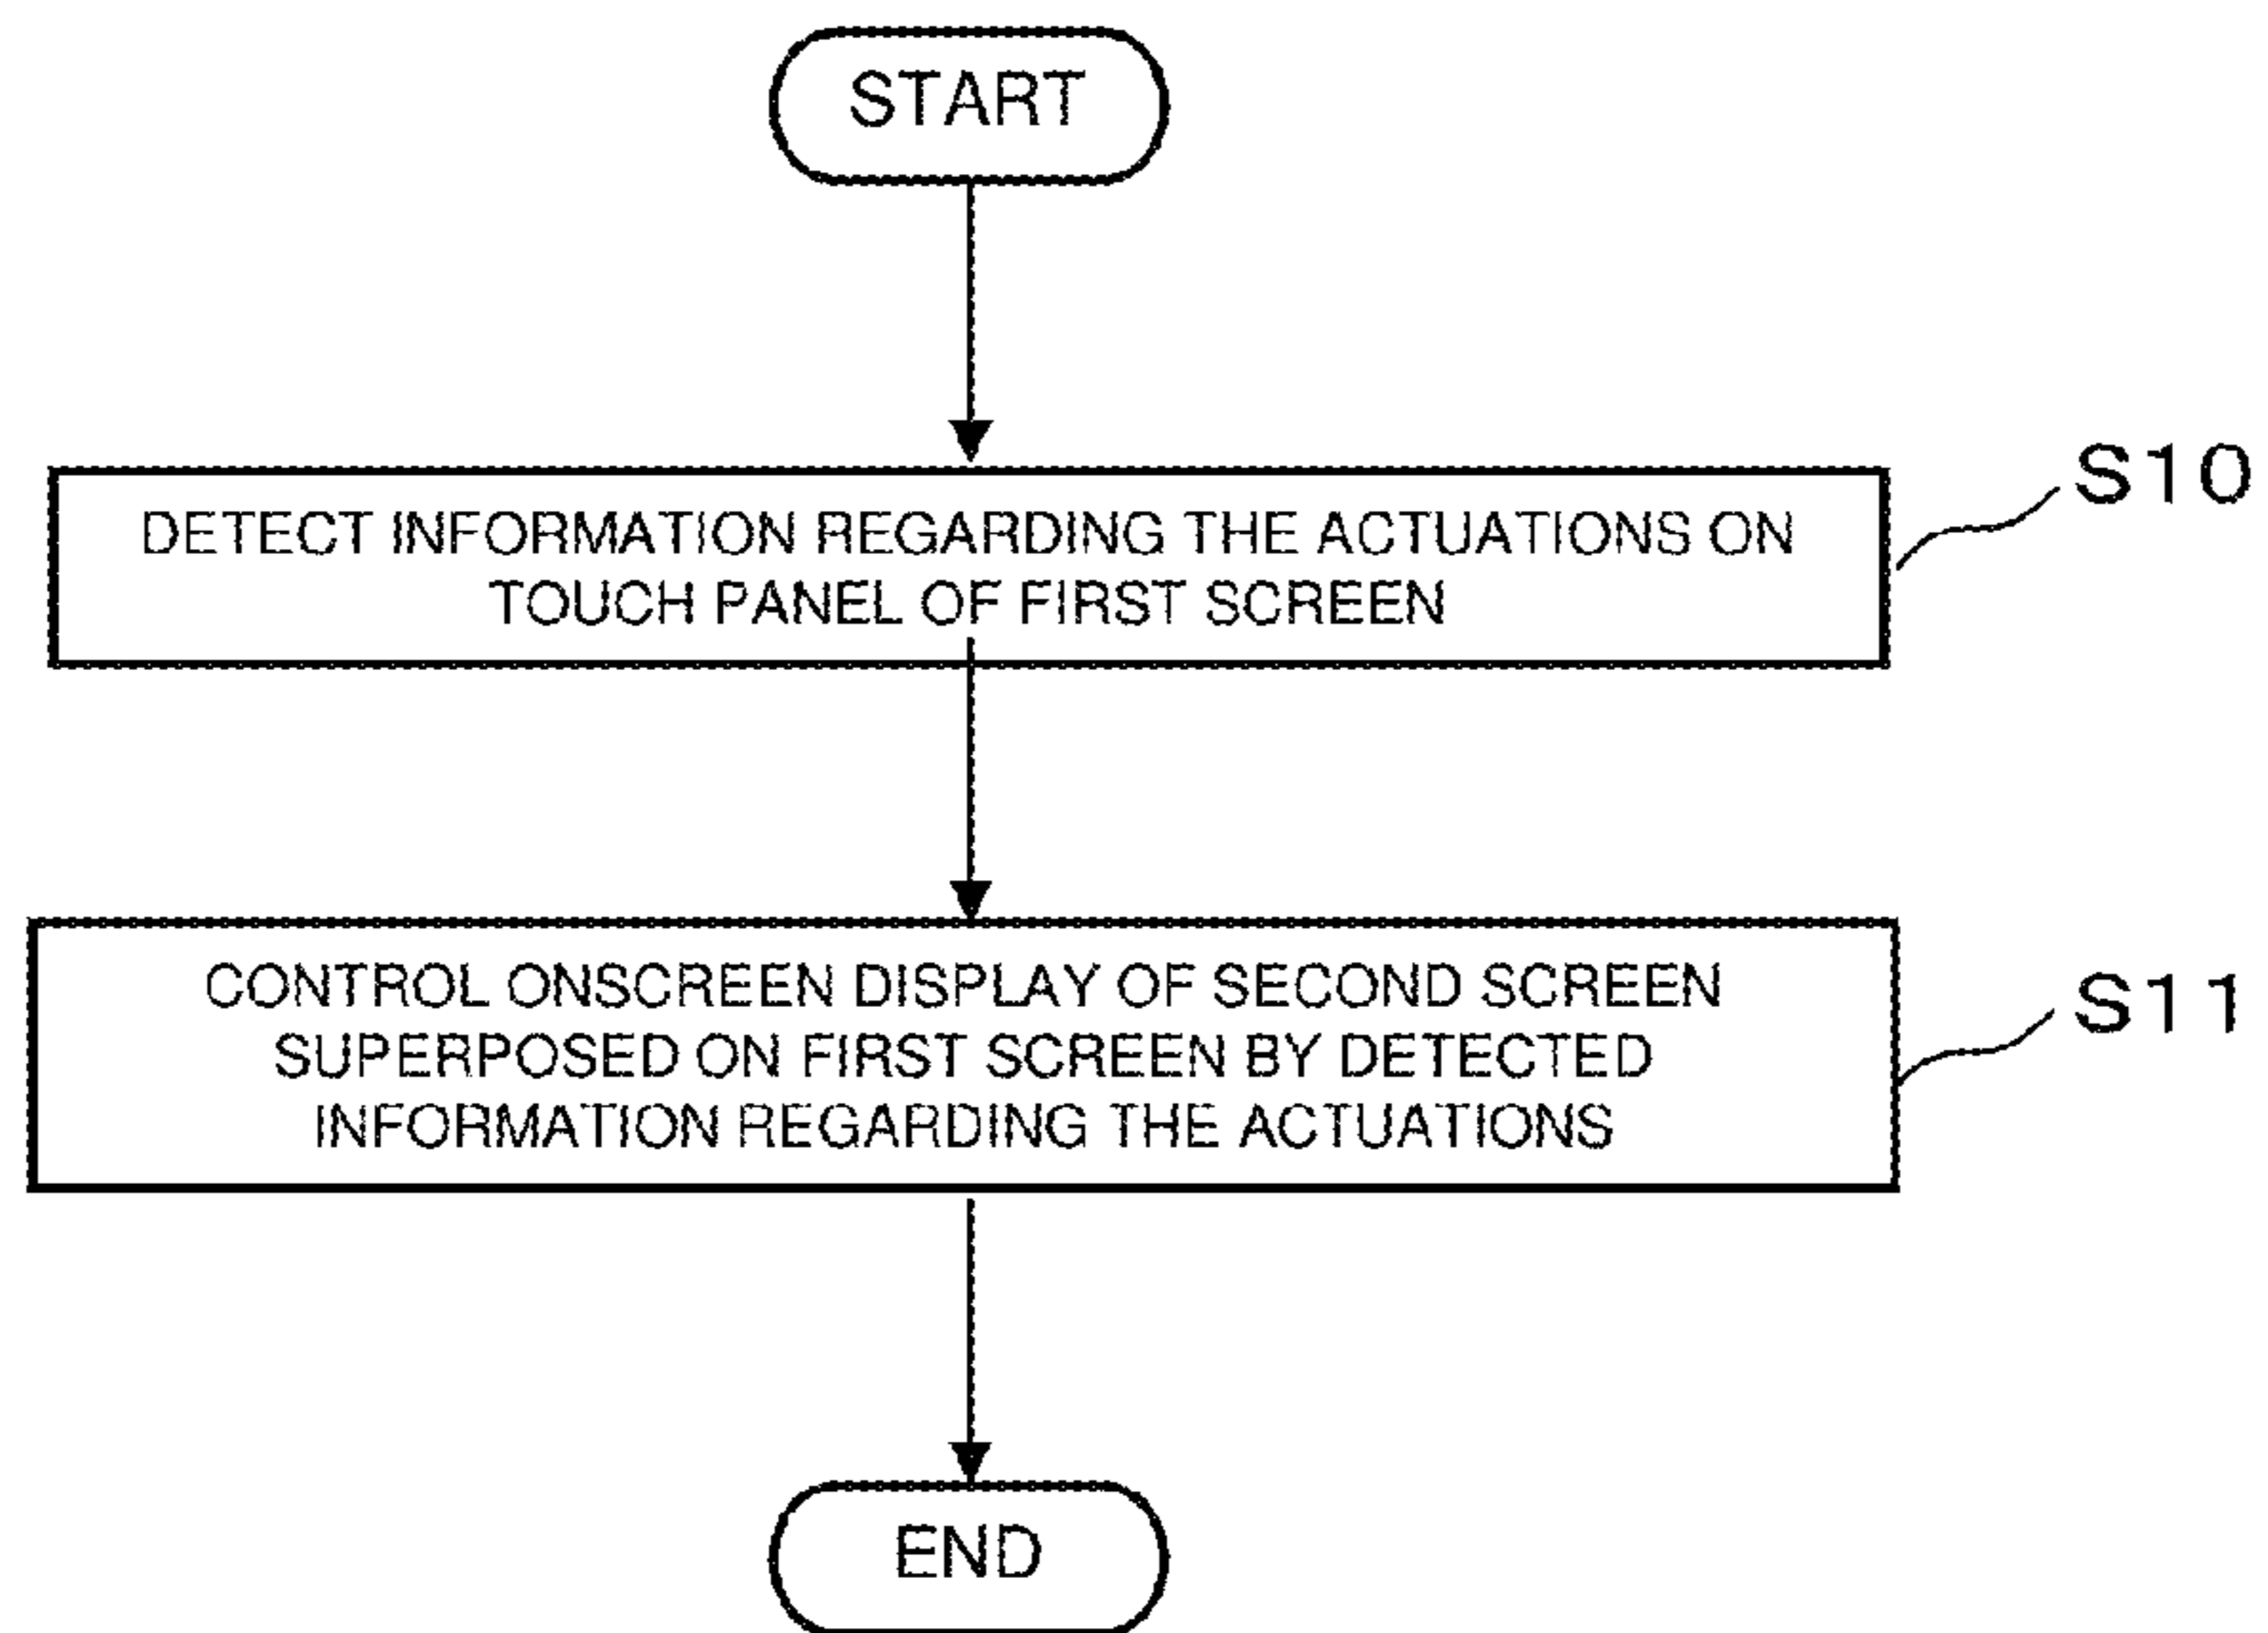 START
S10
DETECT INFORMATION REGARDING THE ACTUATIONS ON
TOUCH PANEL OF FIRST SCREEN
CONTROL ONSCREEN DISPLAY OF SECOND SCREEN
S11
SUPERPOSED ON FIRST SCREEN BY DETECTED
INFORMATION REGARDING THE ACTUATIONS
END